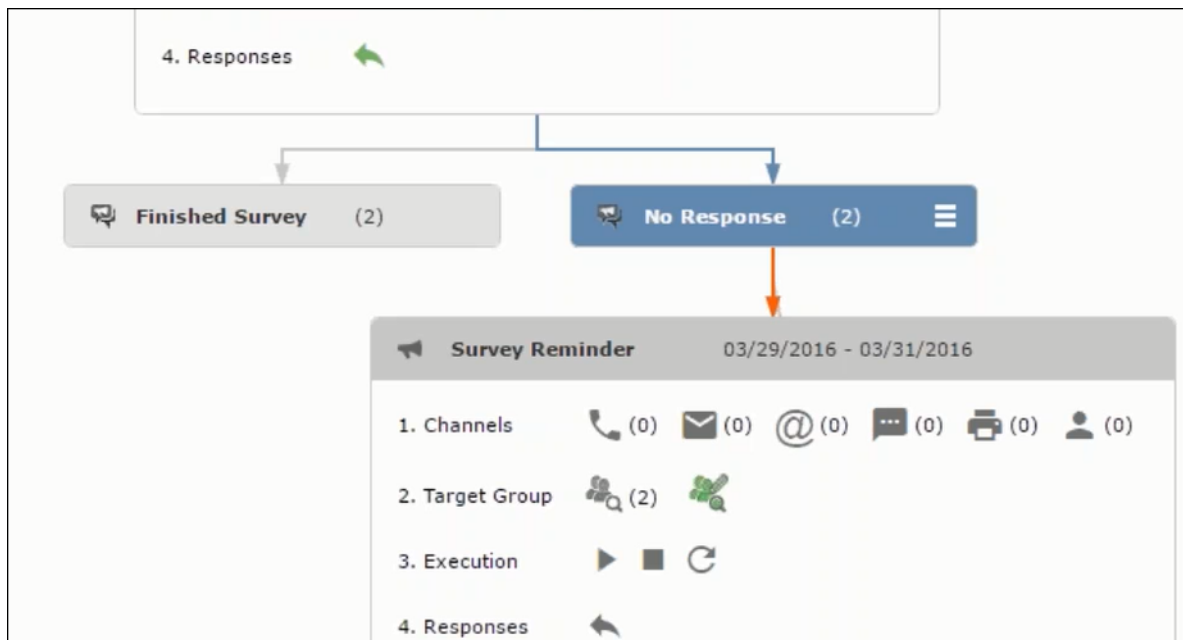 4. Responses
Finished Survey (2)
No Response (2)
Survey Reminder 03/29/2016 - 03/31/2016
1. Channels (0) (0) @ (0) (0) (0) (0)
2. Target Group (2)
3. Execution
4. Responses